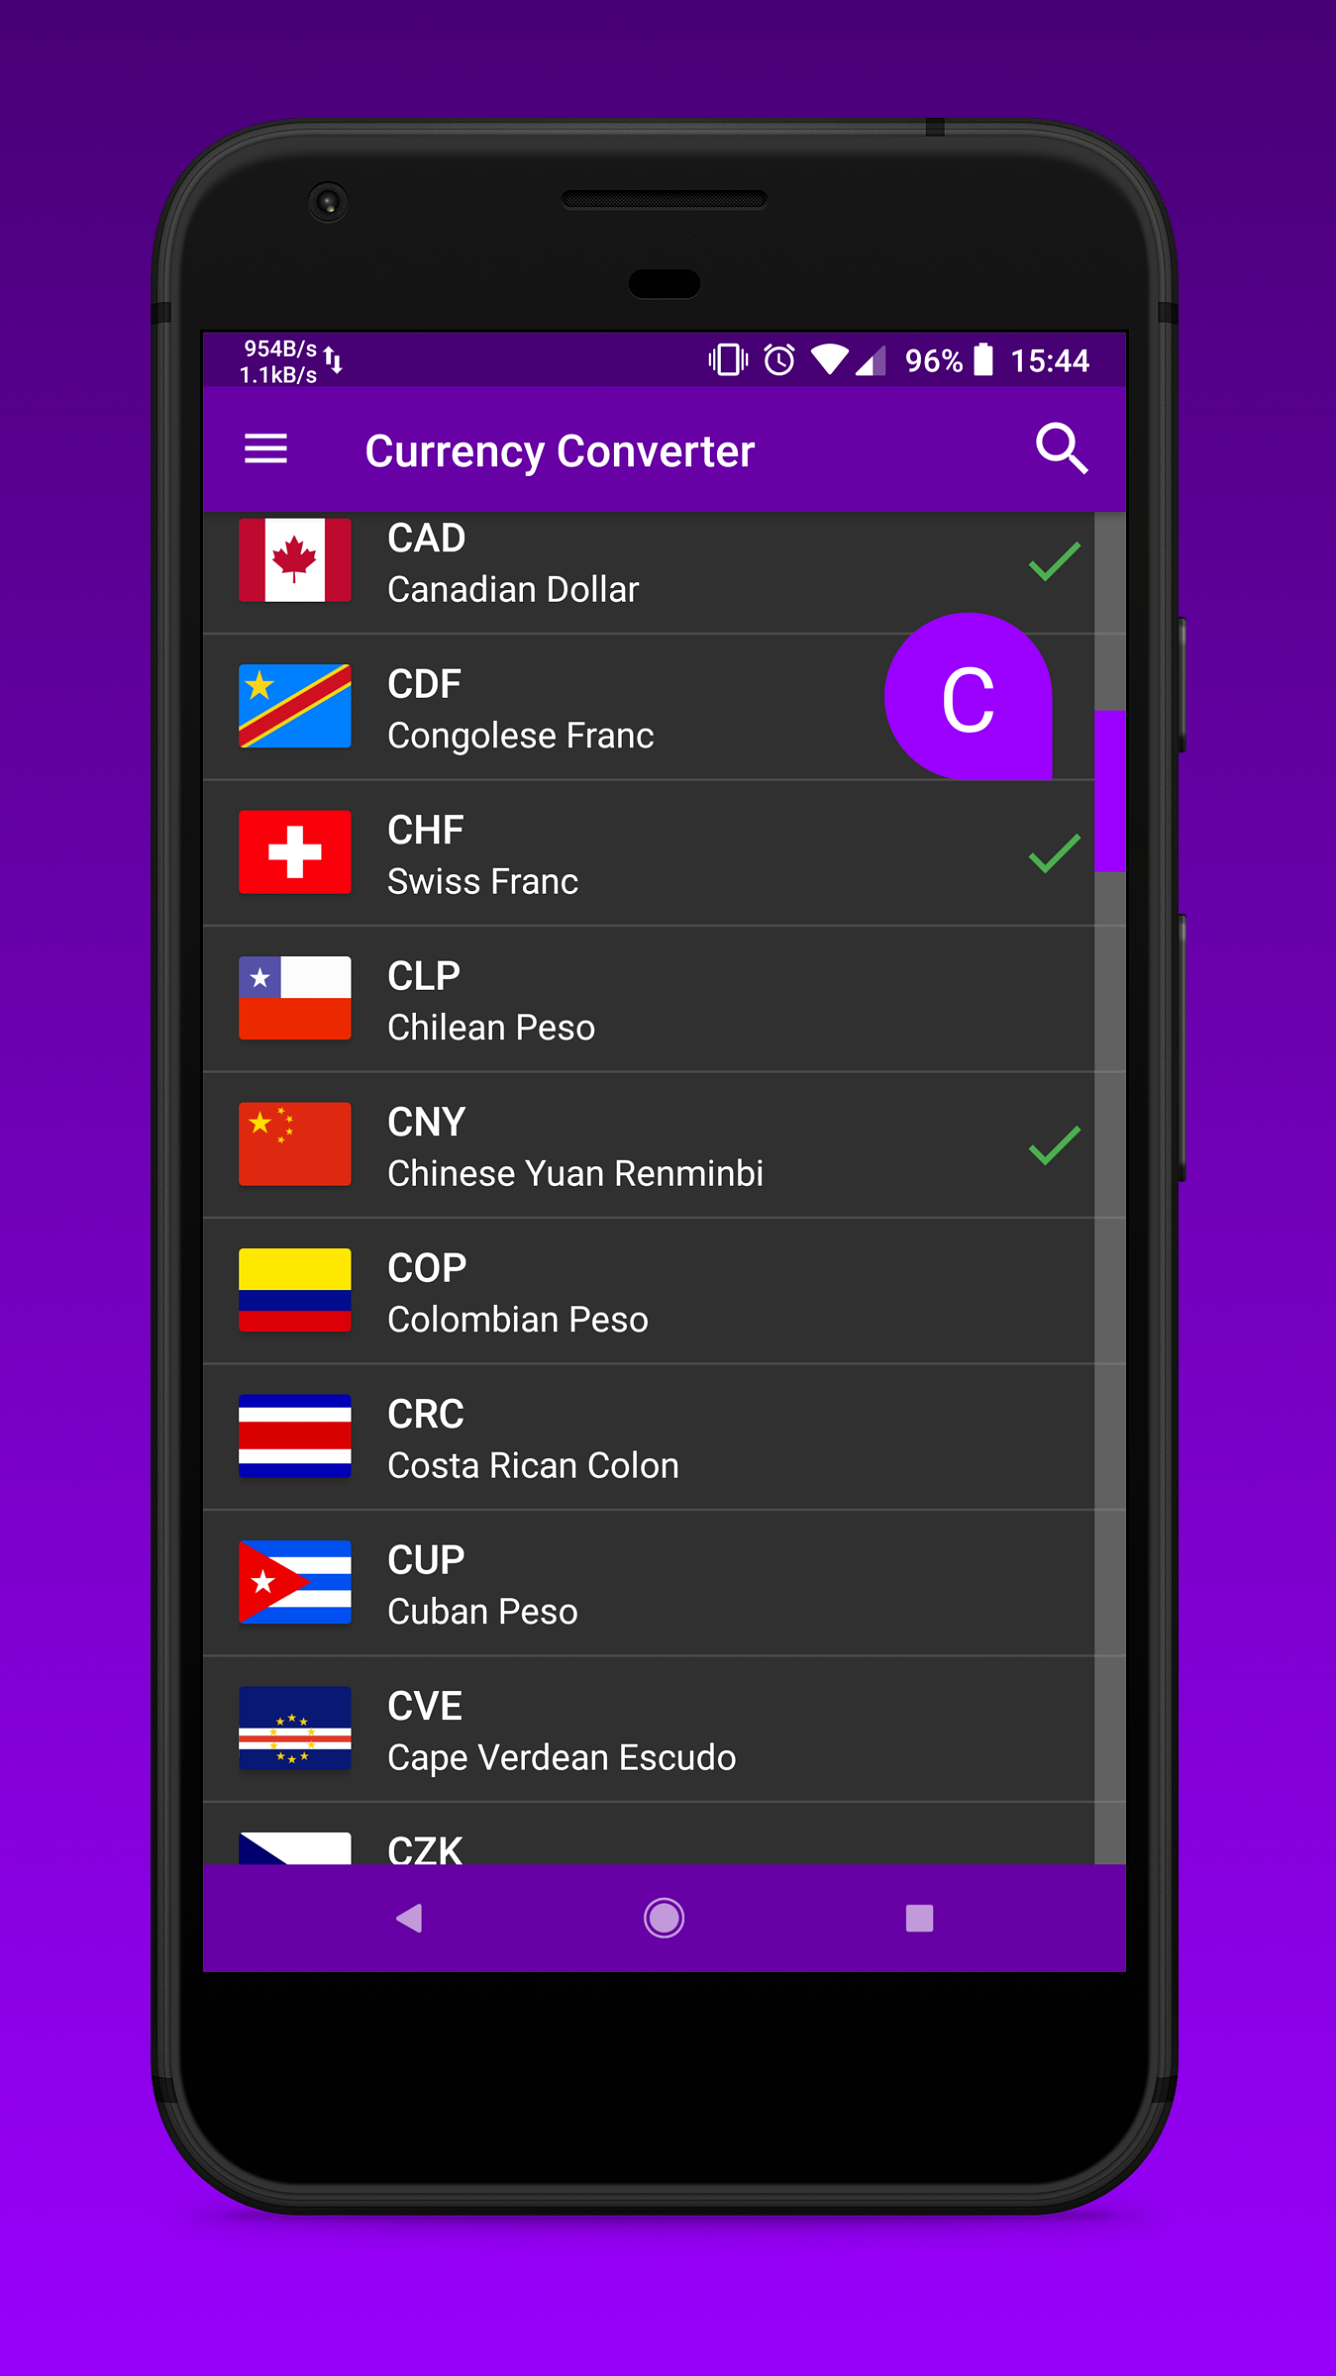 954B/s
1.1kB/s
96% 15:44
Currency Converter
CAD
Canadian Dollar
C
CDF
Congolese Franc
CHF
Swiss Franc
CLP
Chilean Peso
CNY
Chinese Yuan Renminbi
COP
Colombian Peso
CRC
Costa Rican Colon
CUP
Cuban Peso
CVE
Cape Verdean Escudo
CZK